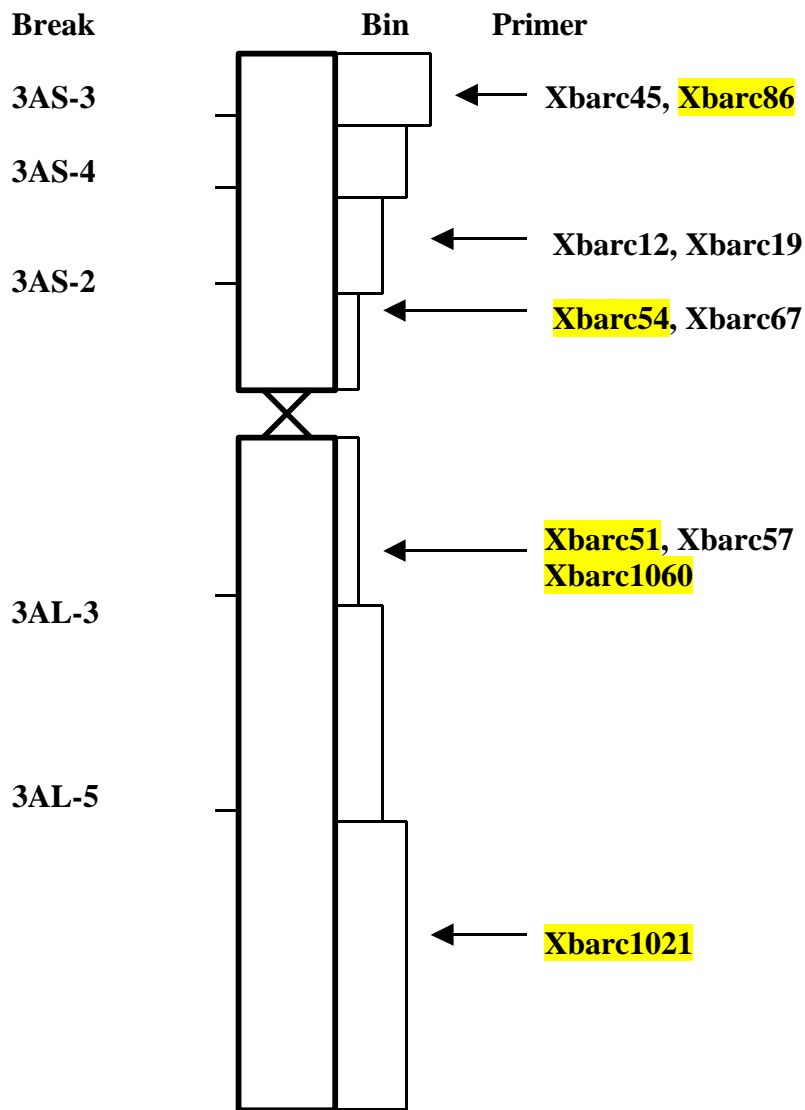 Break Bin Primer
3AS-3 Xbarc45, Xbarc86
3AS-4
Xbarc12, Xbarc19
3AS-2
Xbarc54, Xbarc67
Xbarc51, Xbarc57
Xbarc1060
3AL-3
3AL-5
Xbarc1021